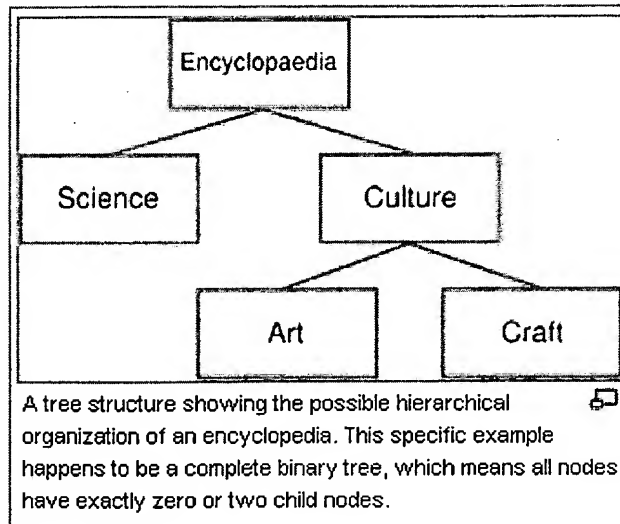 Encyclopaedia
Science
Culture
Art
Craft
A tree structure showing the possible hierarchical
organization of an encyclopedia. This specific example
happens to be a complete binary tree, which means all nodes
have exactly zero or two child nodes.